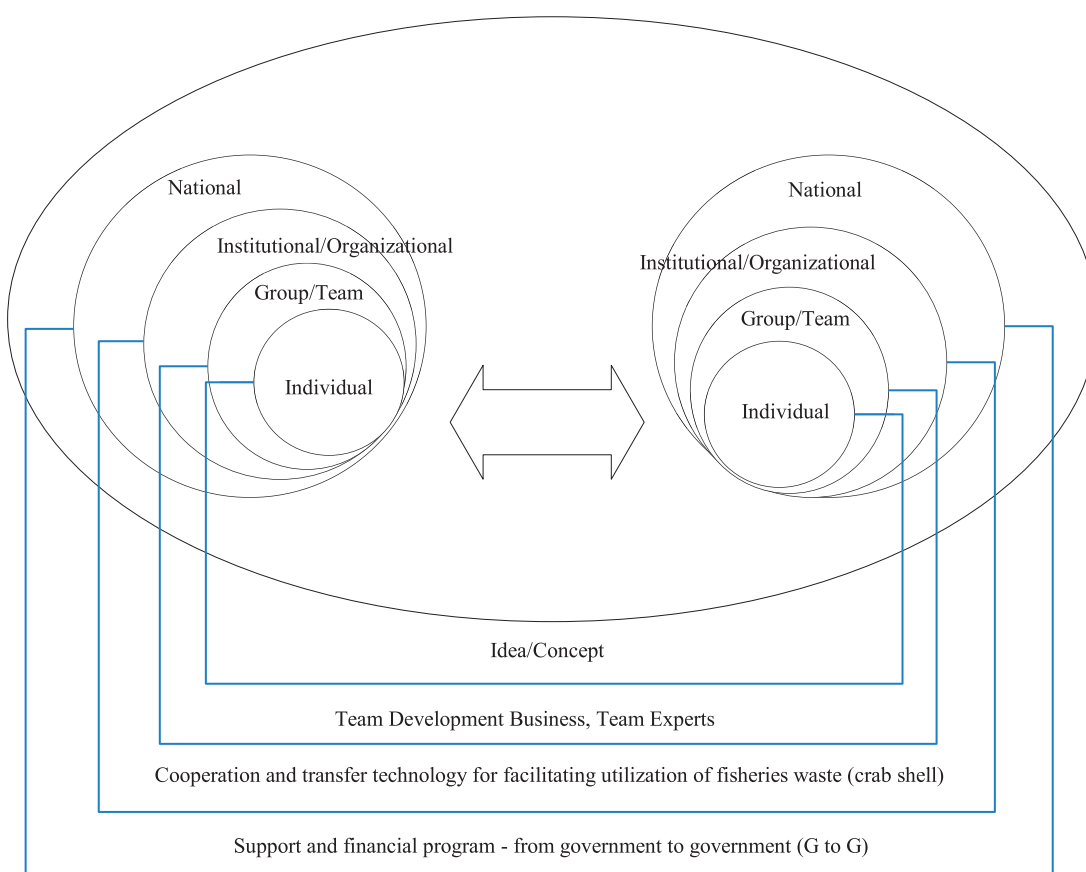 National
Institutional/Organizational
Group/Team
Individual
National
Institutional/Organizational
Group/Team
Individual
Idea/Concept
Team Development Business, Team Experts
Cooperation and transfer technology for facilitating utilization of fisheries waste (crab shell)
Support and financial program - from government to government (G to G)